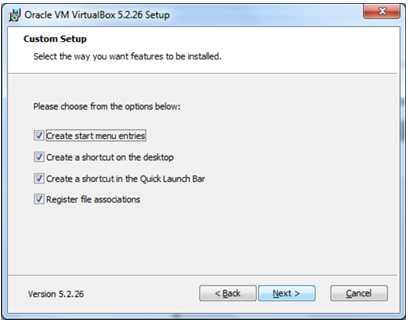 Oracle VM VirtualBox 5.2.26 Setup
Custom Setup
Select the way you want features to be installed.
Please choose from the options below:
Create start menu entries
Create a shortcut on the desktop
Create a shortcut in the Quick Launch Bar
Register file associations
Version 5.2.26
< Back
Next >
Cancel